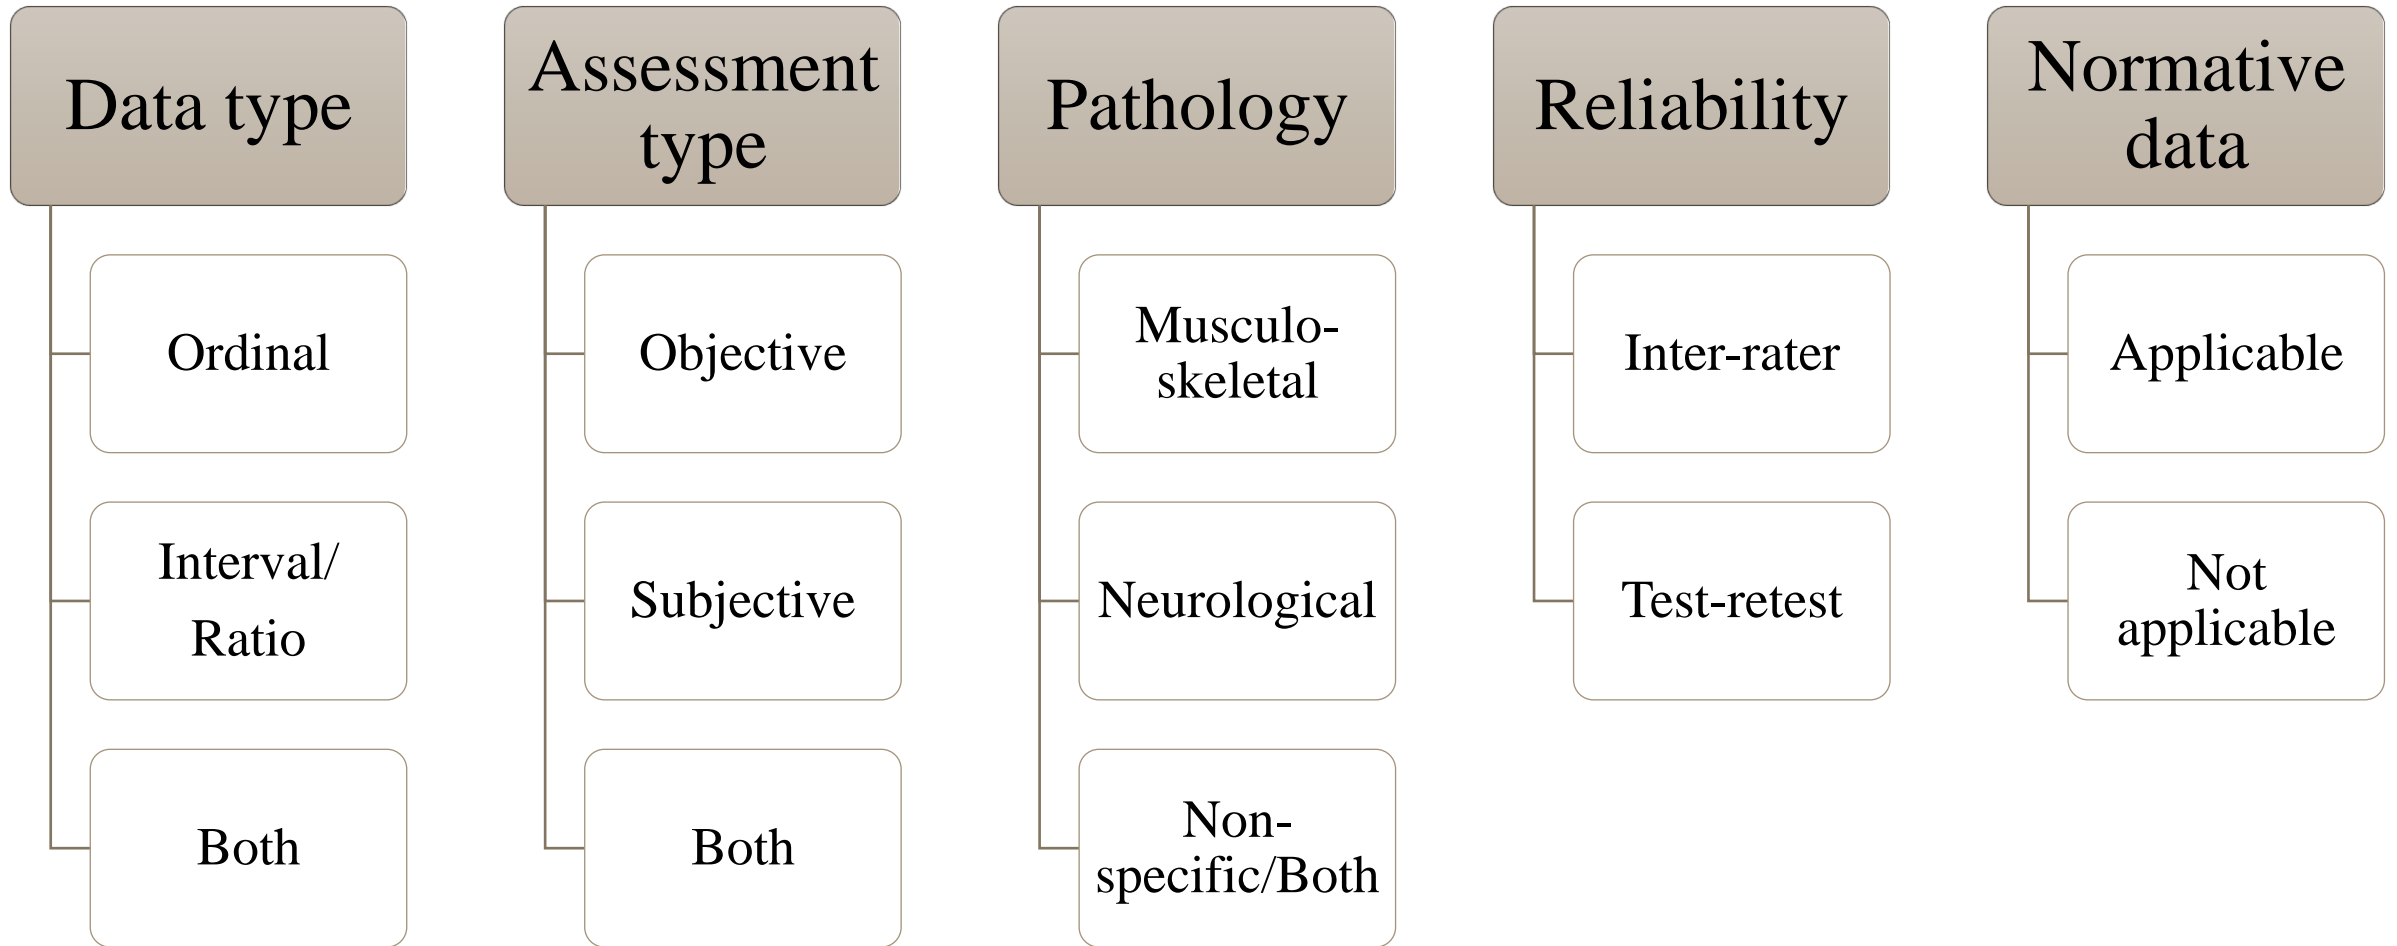 Data type
Ordinal
Interval/
Ratio
Both
Assessment
type
Objective
Subjective
Both
Pathology
Musculo-
skeletal
Neurological
Non-
specific/Both
Reliability
Inter-rater
Test-retest
Normative
data
Applicable
Not
applicable